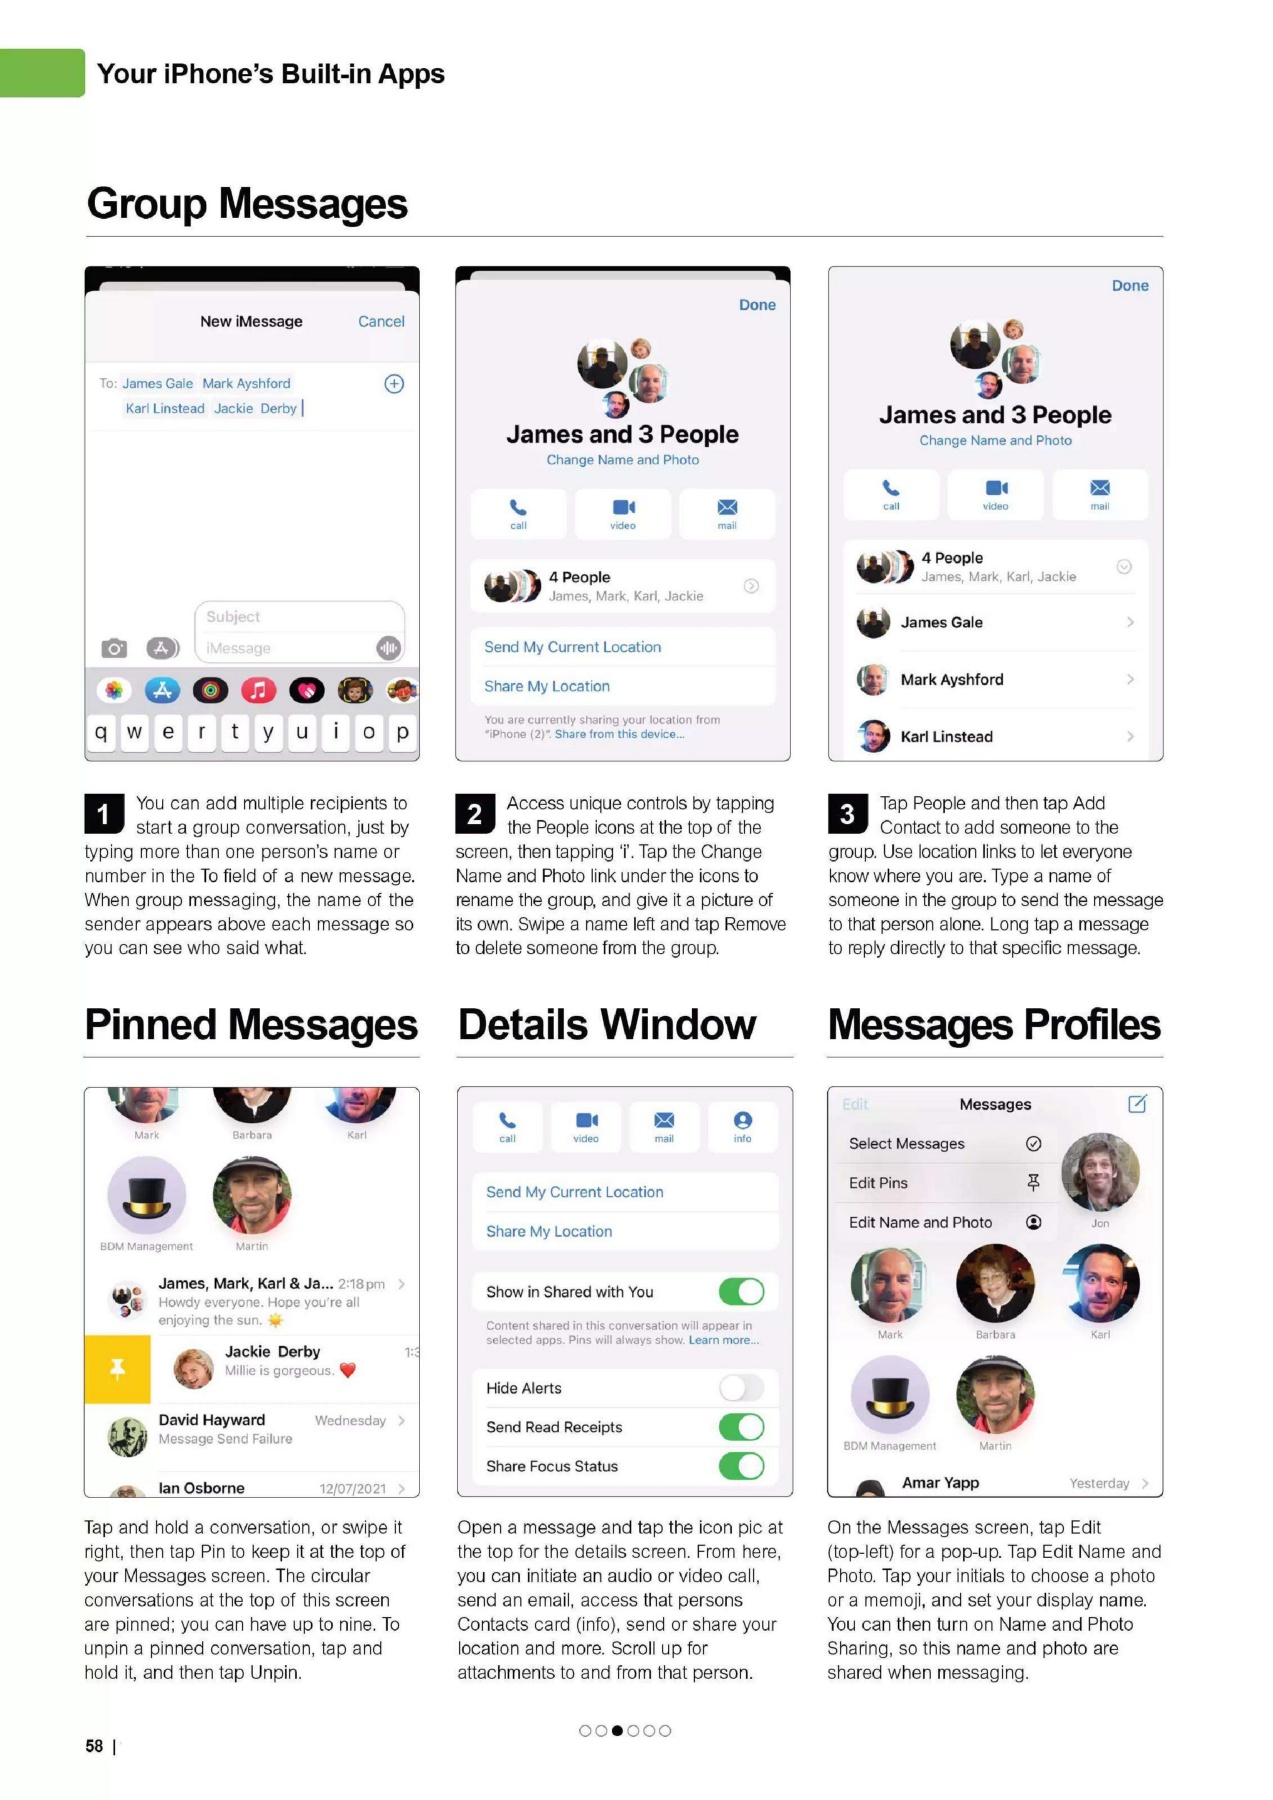 Your iPhone's Built-in Apps
Group Messages
New iMessage
Cancel
To: James Gale Mark Ayshford
Karl Linstead Jackie Derby
Subject
iMessage
q w e r t y u i o p
Done
James and 3 People
Change Name and Photo
call
video
mail
4 People
James, Mark, Karl, Jackie
Send My Current Location
Share My Location
You are currently sharing your location from
"iPhone (2)". Share from this device...
Done
James and 3 People
Change Name and Photo
call
video
mail
4 People
James, Mark, Karl, Jackie
James Gale
Mark Ayshford
Karl Linstead
1 You can add multiple recipients to
start a group conversation, just by
typing more than one person's name or
number in the To field of a new message.
When group messaging, the name of the
sender appears above each message so
you can see who said what.
2 Access unique controls by tapping
the People icons at the top of the
screen, then tapping 'i'. Tap the Change
Name and Photo link under the icons to
rename the group, and give it a picture of
its own. Swipe a name left and tap Remove
to delete someone from the group.
3 Tap People and then tap Add
Contact to add someone to the
group. Use location links to let everyone
know where you are. Type a name of
someone in the group to send the message
to that person alone. Long tap a message
to reply directly to that specific message.
Pinned Messages
Mark
Barbara
Karl
BDM Management
Martin
James, Mark, Karl & Ja... 2:18 pm
Howdy everyone. Hope you're all
enjoying the sun. ☀️
Jackie Derby 1:3
Millie is gorgeous. ❤️
David Hayward Wednesday
Message Send Failure
Ian Osborne 12/07/2021
Tap and hold a conversation, or swipe it
right, then tap Pin to keep it at the top of
your Messages screen. The circular
conversations at the top of this screen
are pinned; you can have up to nine. To
unpin a pinned conversation, tap and
hold it, and then tap Unpin.
Details Window
call
video
mail
info
Send My Current Location
Share My Location
Show in Shared with You
Content shared in this conversation will appear in
selected apps. Pins will always show. Learn more...
Hide Alerts
Send Read Receipts
Share Focus Status
Open a message and tap the icon pic at
the top for the details screen. From here,
you can initiate an audio or video call,
send an email, access that persons
Contacts card (info), send or share your
location and more. Scroll up for
attachments to and from that person.
Messages Profiles
Edit
Messages
Select Messages
Edit Pins
Edit Name and Photo
Jon
Mark
Barbara
Karl
BDM Management
Martin
Amar Yapp Yesterday
On the Messages screen, tap Edit
(top-left) for a pop-up. Tap Edit Name and
Photo. Tap your initials to choose a photo
or a memoji, and set your display name.
You can then turn on Name and Photo
Sharing, so this name and photo are
shared when messaging.
58 |